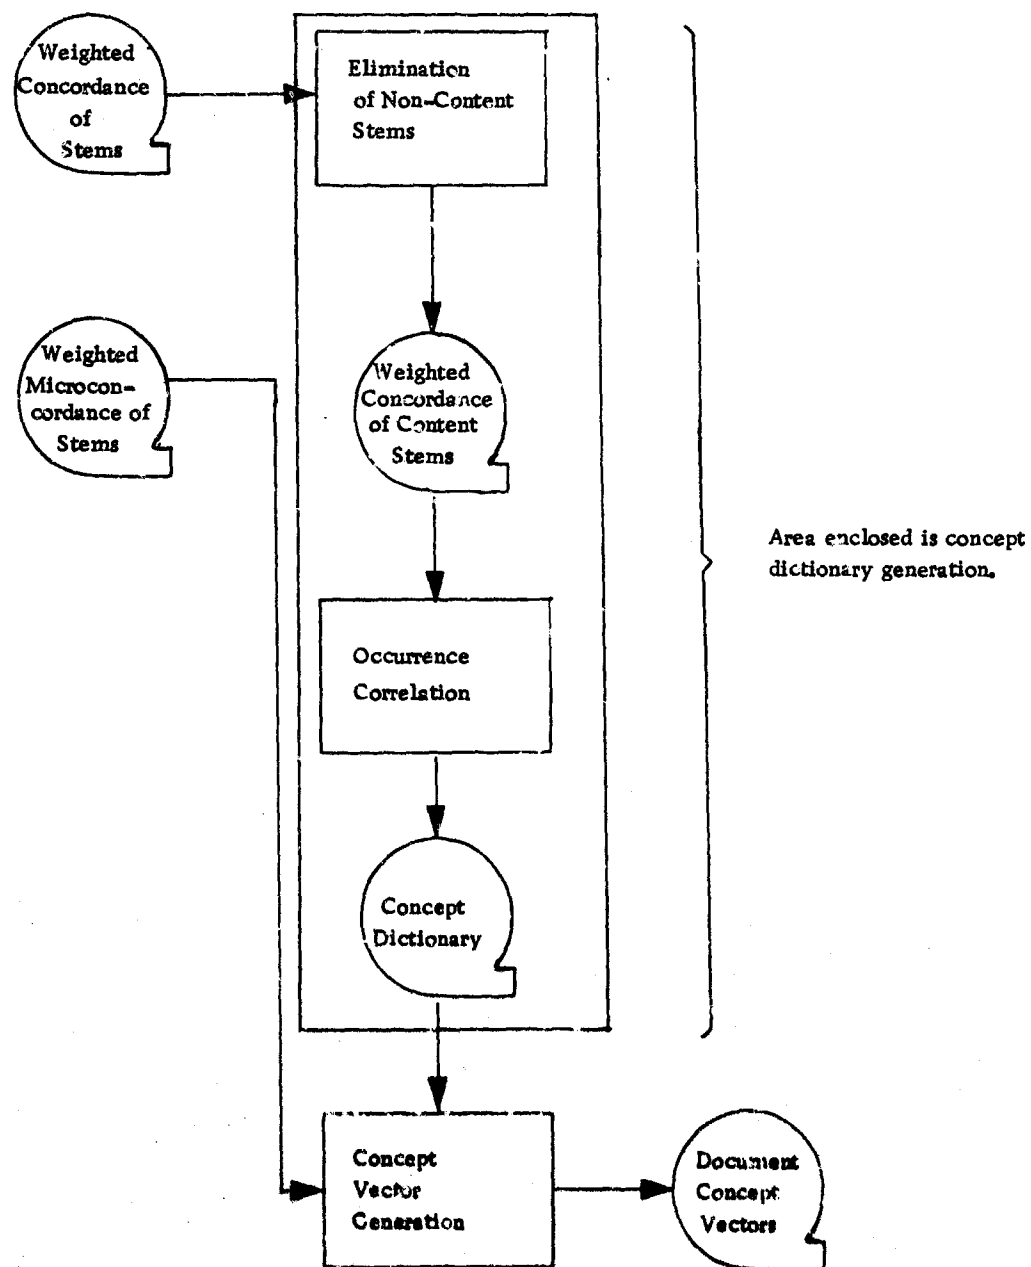 Weighted
Concordance
of
Stems
Elimination
of Non-Content
Stems
Weighted
Microcon-
cordance of
Stems
Weighted
Concordance
of Content
Stems
Area enclosed is concept
dictionary generation.
Occurrence
Correlation
Concept
Dictionary
Concept
Vector
Generation
Document
Concept
Vectors